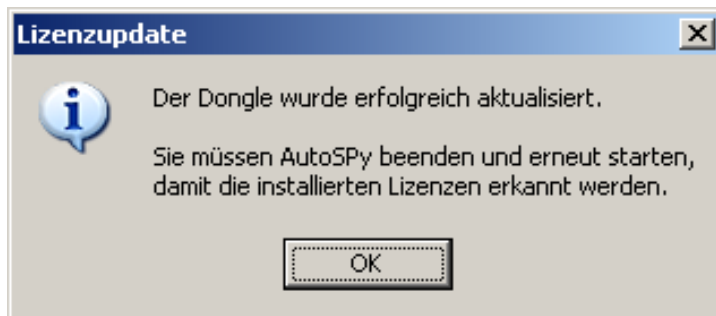 Lizenzupdate
Der Dongle wurde erfolgreich aktualisiert.
Sie müssen AutoSPy beenden und erneut starten,
damit die installierten Lizenzen erkannt werden.
OK